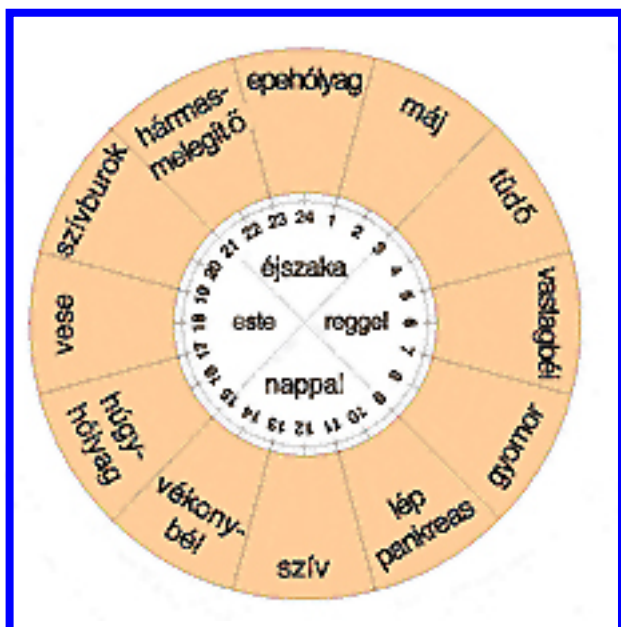 epehólyag
máj
tüdő
vastagbél
gyomor
lép
pankreas
szív
vékony-
bél
húgy-
hólyag
vese
szívburok
hármas-
melegítő
24
1
2
3
4
5
6
7
8
9
10
11
12
13
14
15
16
17
18
19
20
21
22
23
éjszaka
reggel
nappal
este